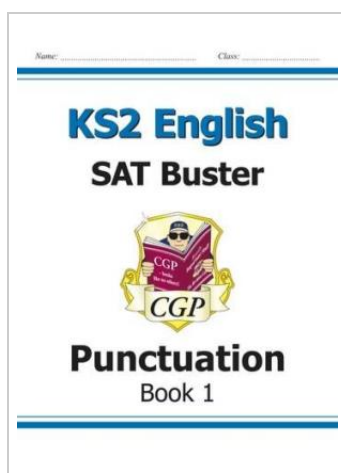 Name: ........................ Class: ........................
KS2 English
SAT Buster
CGP
CGP
Punctuation
Book 1